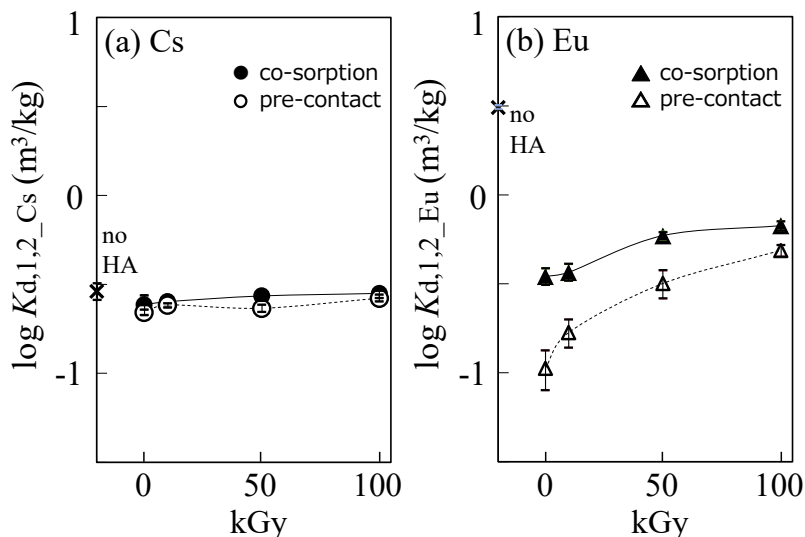 (a) Cs
co-sorption
pre-contact
no
HA
log Kd,1,2_Cs (m³/kg)
1
0
-1
0
50
100
kGy
(b) Eu
co-sorption
pre-contact
no
HA
log Kd,1,2_Eu (m³/kg)
1
0
-1
0
50
100
kGy